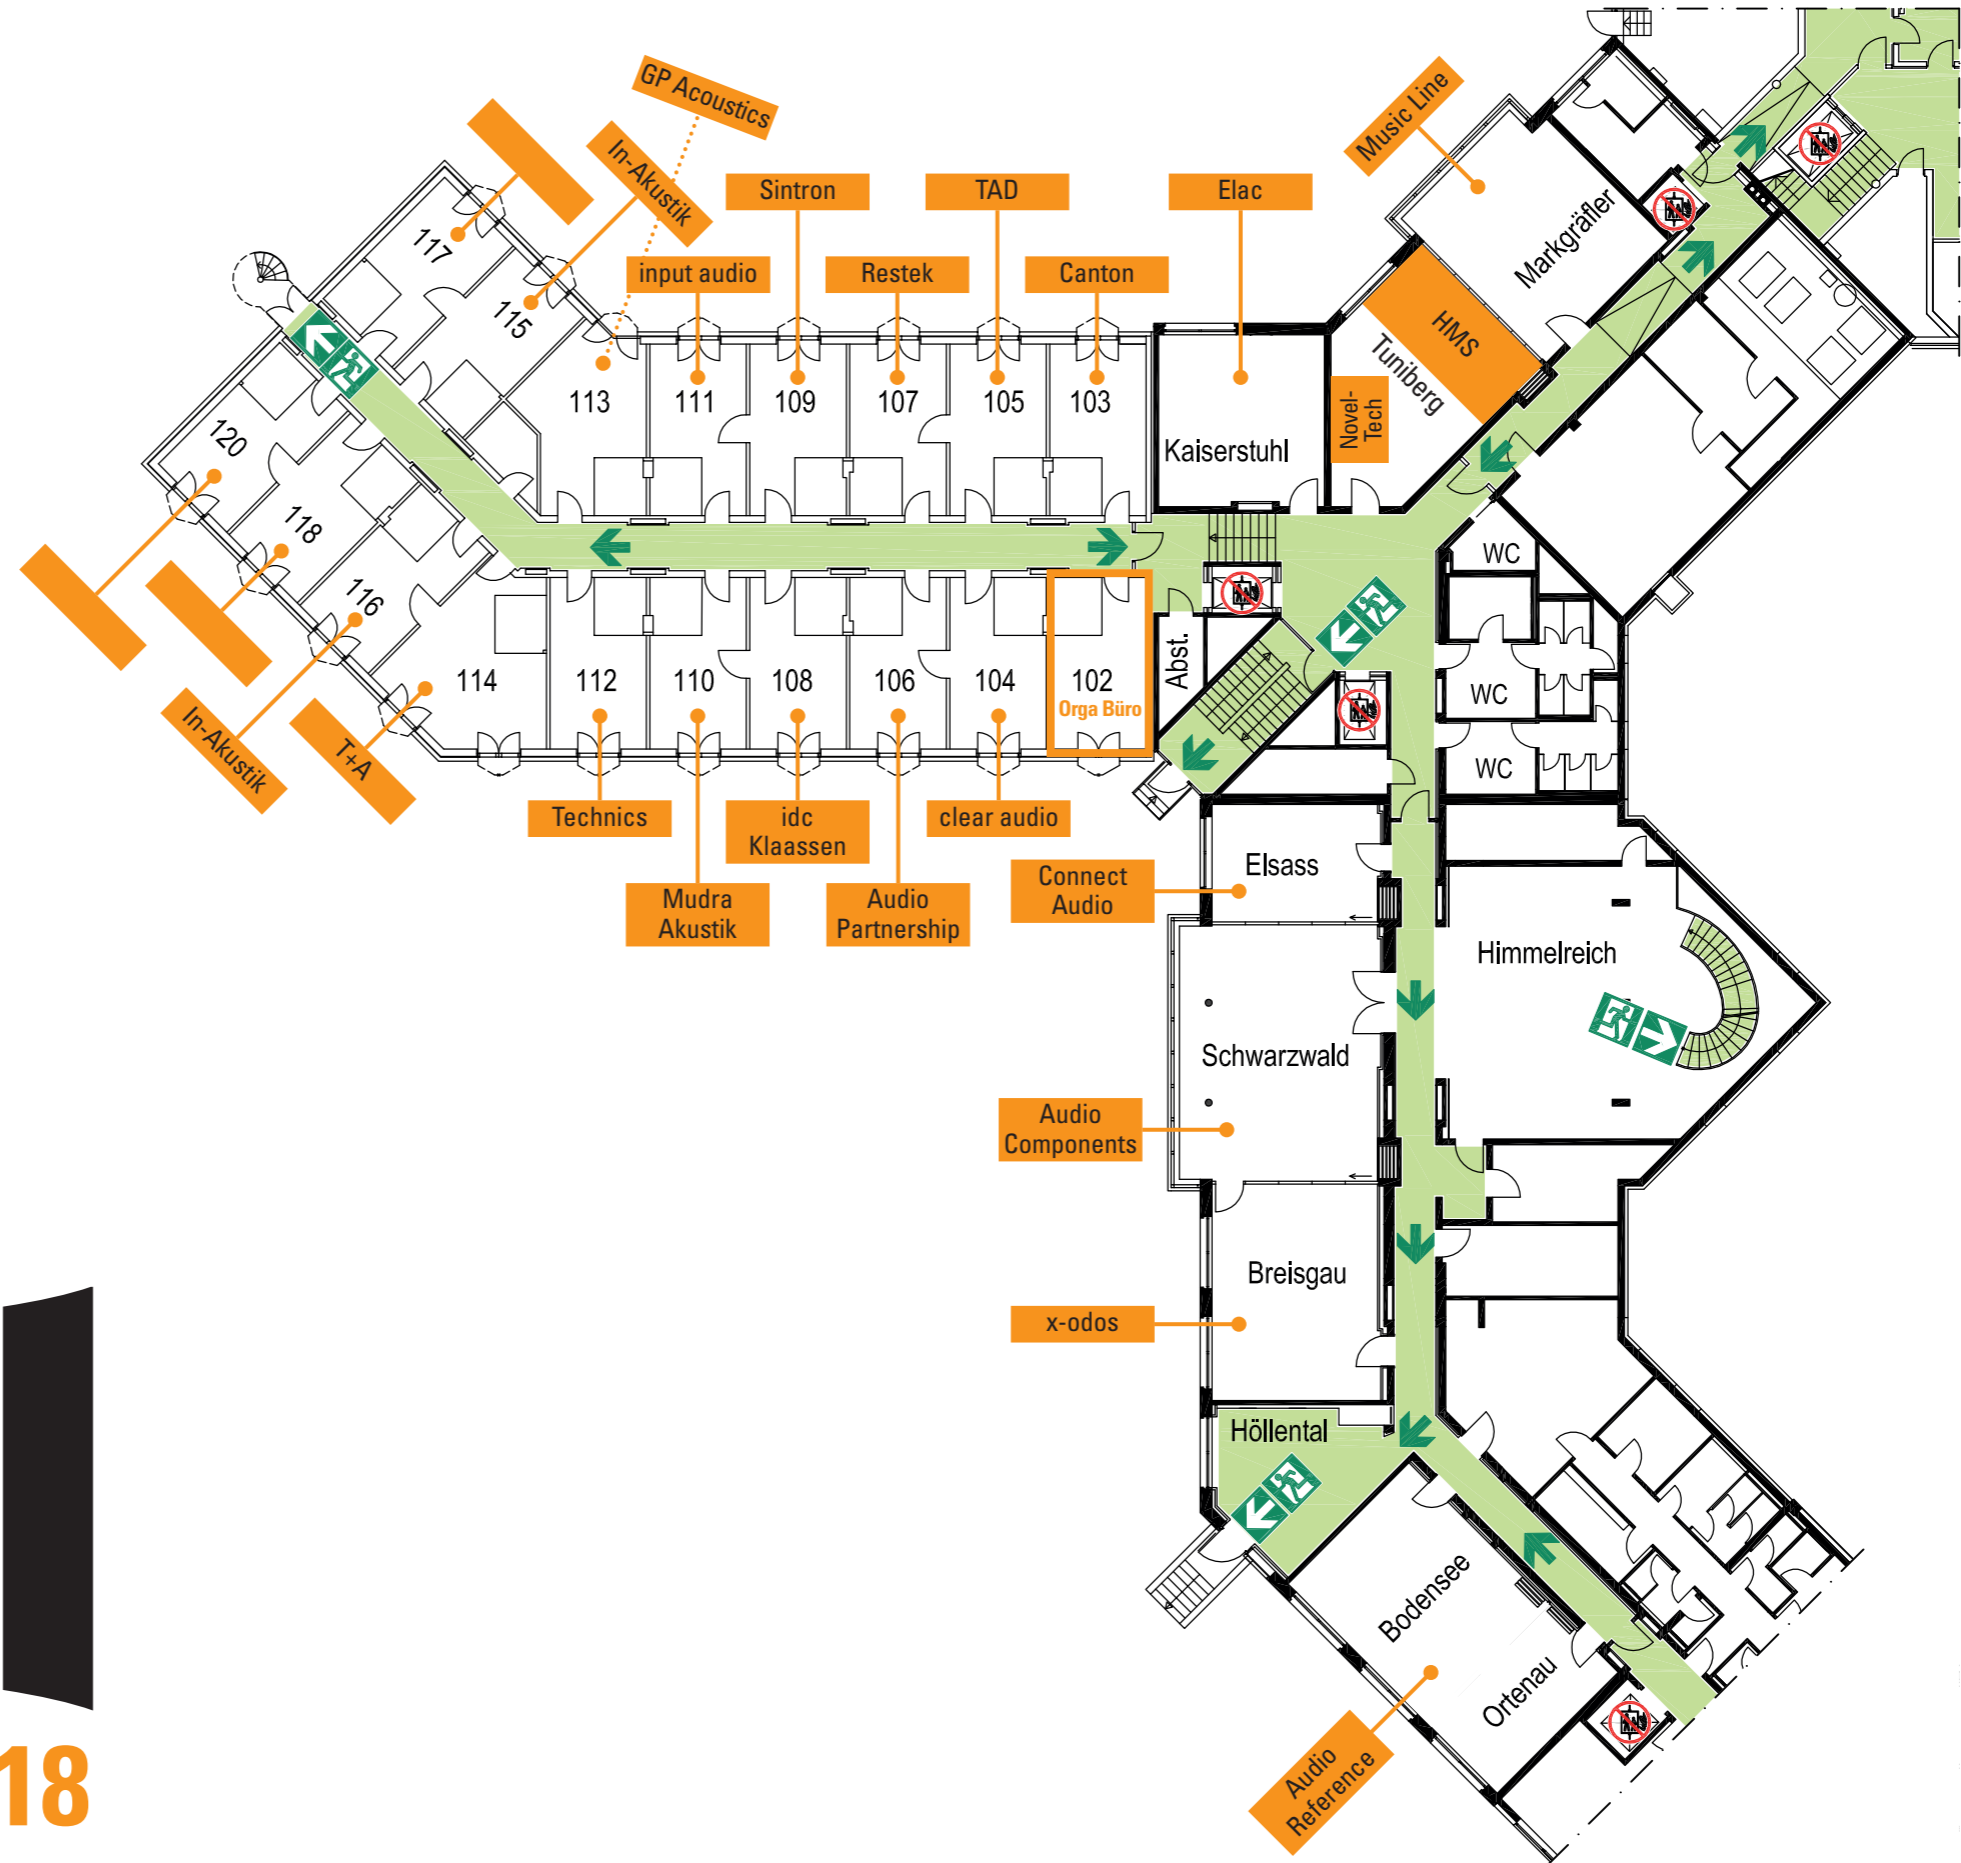 GP Acoustics
In-Akustik
Music Line
Sintron
TAD
Elac
input audio
Restek
Canton
117
115
113
111
109
107
105
103
Kaiserstuhl
Novel-
Tech
Tuniberg
HMS
Markgräfler
120
118
116
114
112
110
108
106
104
102
Orga Büro
Abst.
WC
WC
WC
In-Akustik
T+A
Technics
idc
Klaassen
clear audio
Mudra
Akustik
Audio
Partnership
Connect
Audio
Elsass
Himmelreich
Schwarzwald
Audio
Components
Breisgau
x-odos
Höllental
Bodensee
Ortenau
Audio
Reference
18